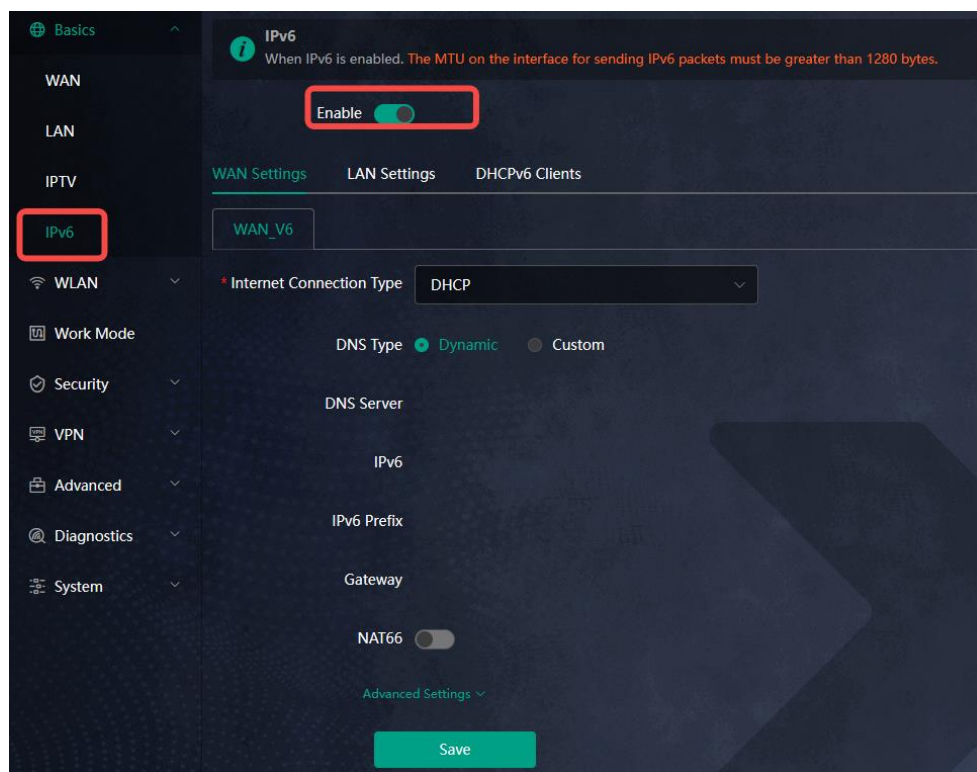 Basics
WAN
LAN
IPTV
IPv6
WLAN
Work Mode
Security
VPN
Advanced
Diagnostics
System
IPv6
When IPv6 is enabled. The MTU on the interface for sending IPv6 packets must be greater than 1280 bytes.
Enable
WAN Settings LAN Settings DHCPv6 Clients
WAN_V6
* Internet Connection Type DHCP
DNS Type Dynamic Custom
DNS Server
IPv6
IPv6 Prefix
Gateway
NAT66
Advanced Settings
Save